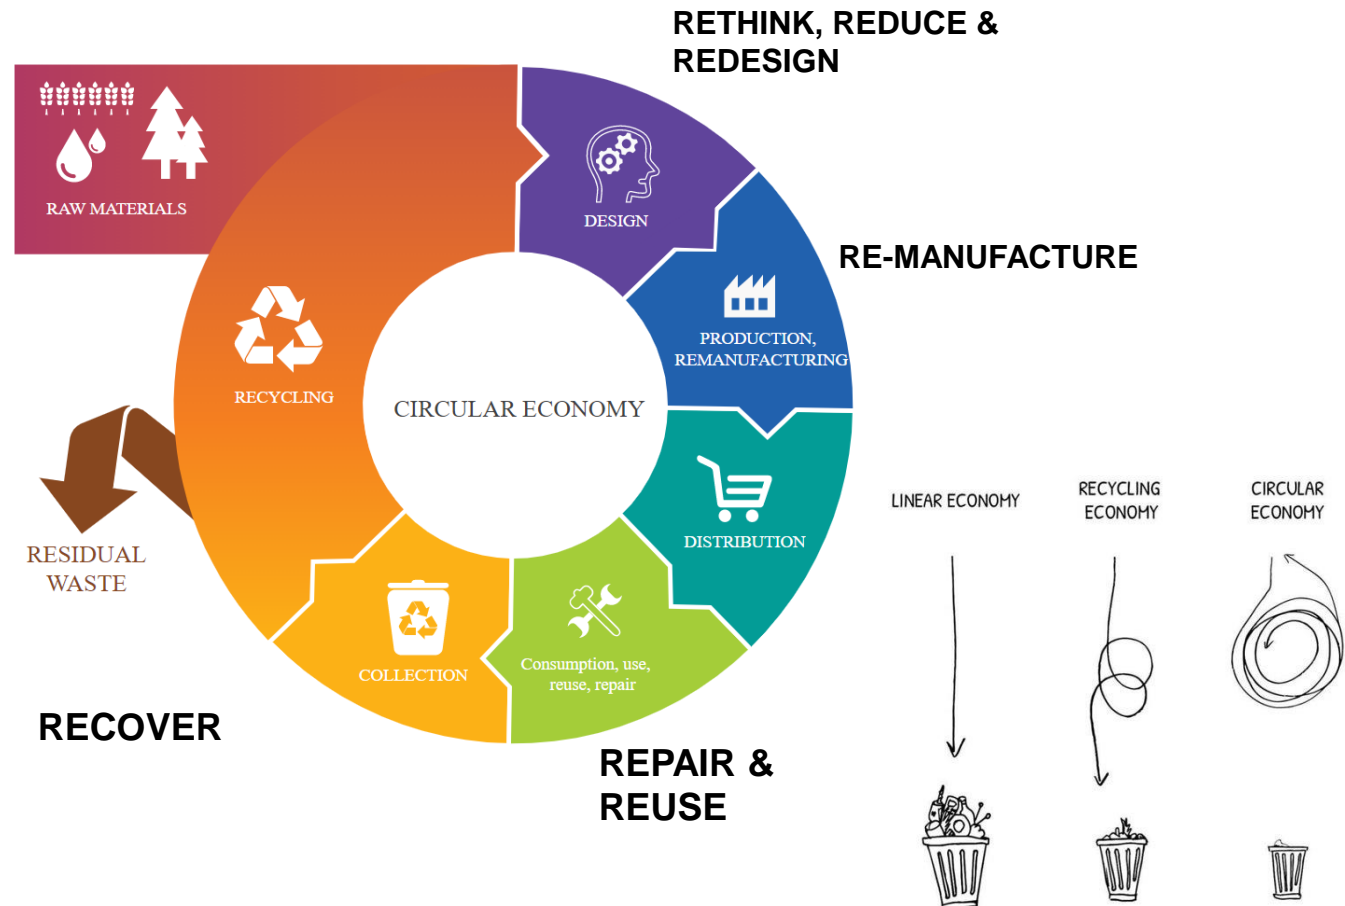 RETHINK, REDUCE &
REDESIGN
RAW MATERIALS
DESIGN
RE-MANUFACTURE
PRODUCTION,
REMANUFACTURING
RECYCLING
CIRCULAR ECONOMY
DISTRIBUTION
RESIDUAL
WASTE
COLLECTION
Consumption, use,
reuse, repair
RECOVER
REPAIR &
REUSE
LINEAR ECONOMY
RECYCLING
ECONOMY
CIRCULAR
ECONOMY